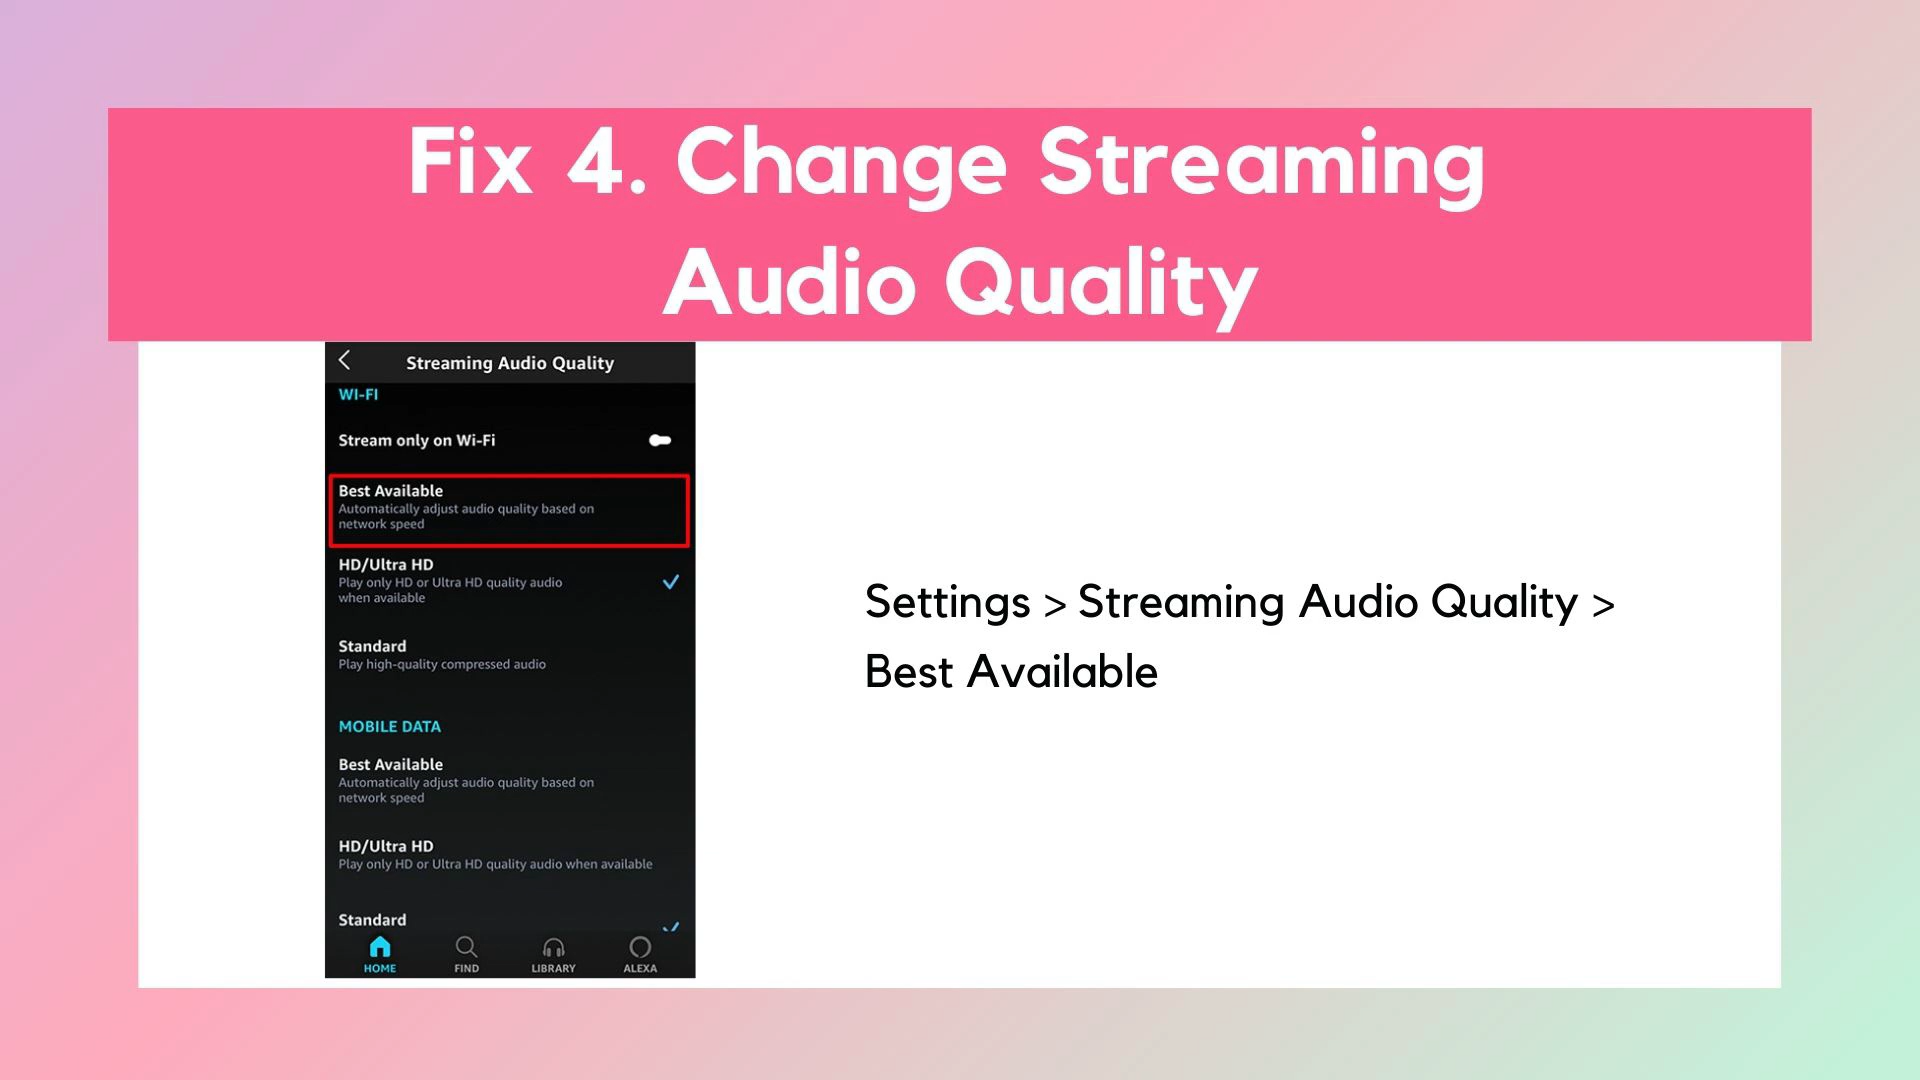 Fix 4. Change Streaming
Audio Quality
Streaming Audio Quality
WI-FI
Stream only on Wi-Fi
Best Available
Automatically adjust audio quality based on
network speed
HD/Ultra HD
Play only HD or Ultra HD quality audio
when available
Standard
Play high-quality compressed audio
MOBILE DATA
Best Available
Automatically adjust audio quality based on
network speed
HD/Ultra HD
Play only HD or Ultra HD quality audio when available
Standard
HOME FIND LIBRARY ALEXA
Settings > Streaming Audio Quality >
Best Available